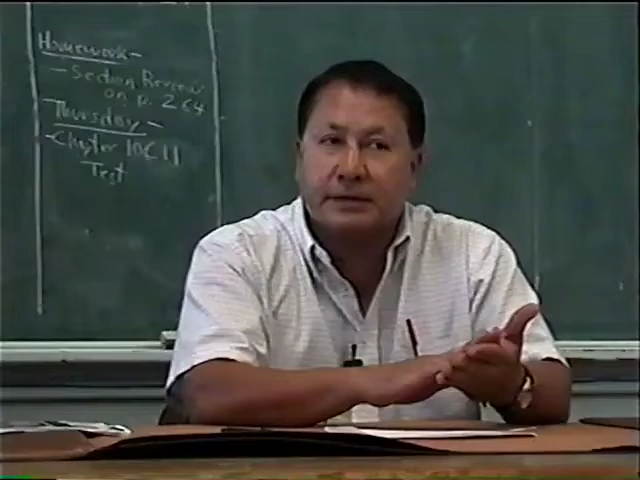 Homework-
- Section Review
on p. 264
Thursday -
- Chapter 10 & 11
Test